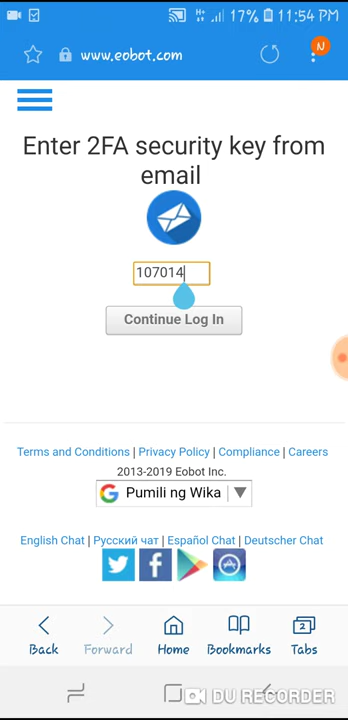 17% 11:54 PM
www.eobot.com
N
Enter 2FA security key from
email
107014
Continue Log In
Terms and Conditions | Privacy Policy | Compliance | Careers
2013-2019 Eobot Inc.
G Pumili ng Wika ▼
English Chat | Русский чат | Español Chat | Deutscher Chat
2
Back Forward Home Bookmarks Tabs
DU RECORDER